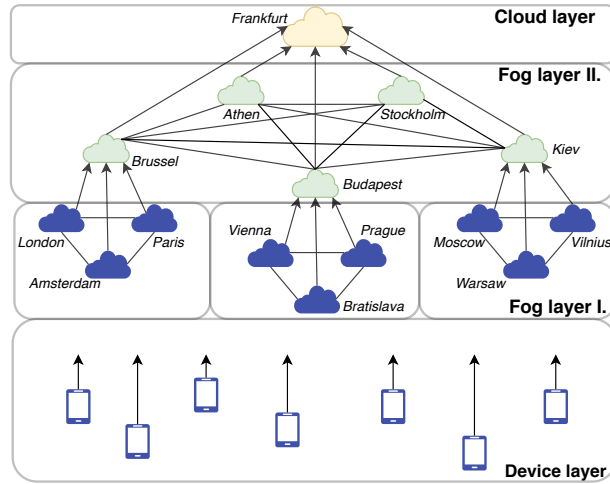 Frankfurt
Cloud layer
Fog layer II.
Athen
Stockholm
Brussel
Kiev
Budapest
London
Paris
Vienna
Prague
Moscow
Vilnius
Amsterdam
Warsaw
Bratislava
Fog layer I.
Device layer